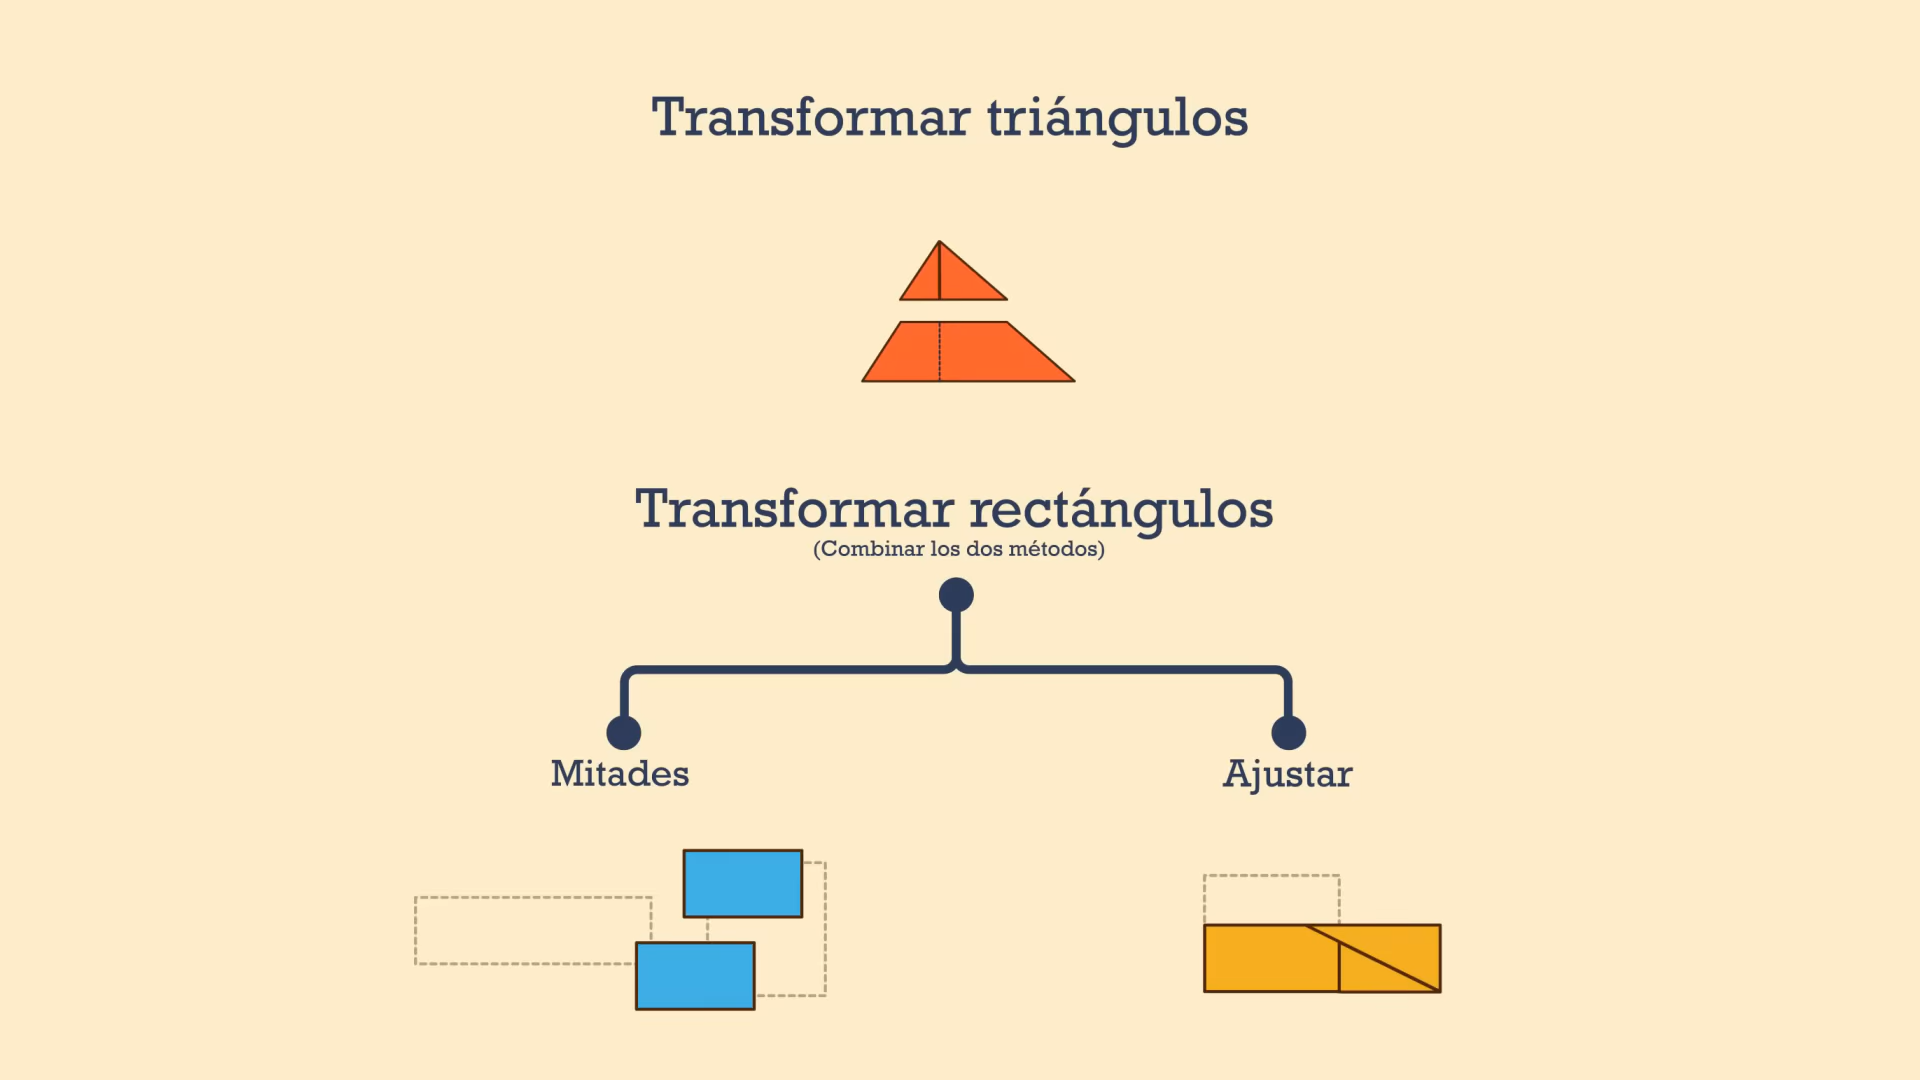 Transformar triángulos
Transformar rectángulos
(Combinar los dos métodos)
Mitades
Ajustar